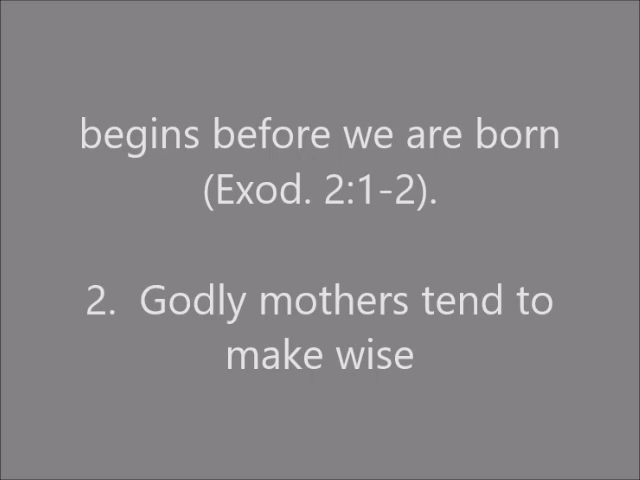 begins before we are born
(Exod. 2:1-2).
2.  Godly mothers tend to
make wise